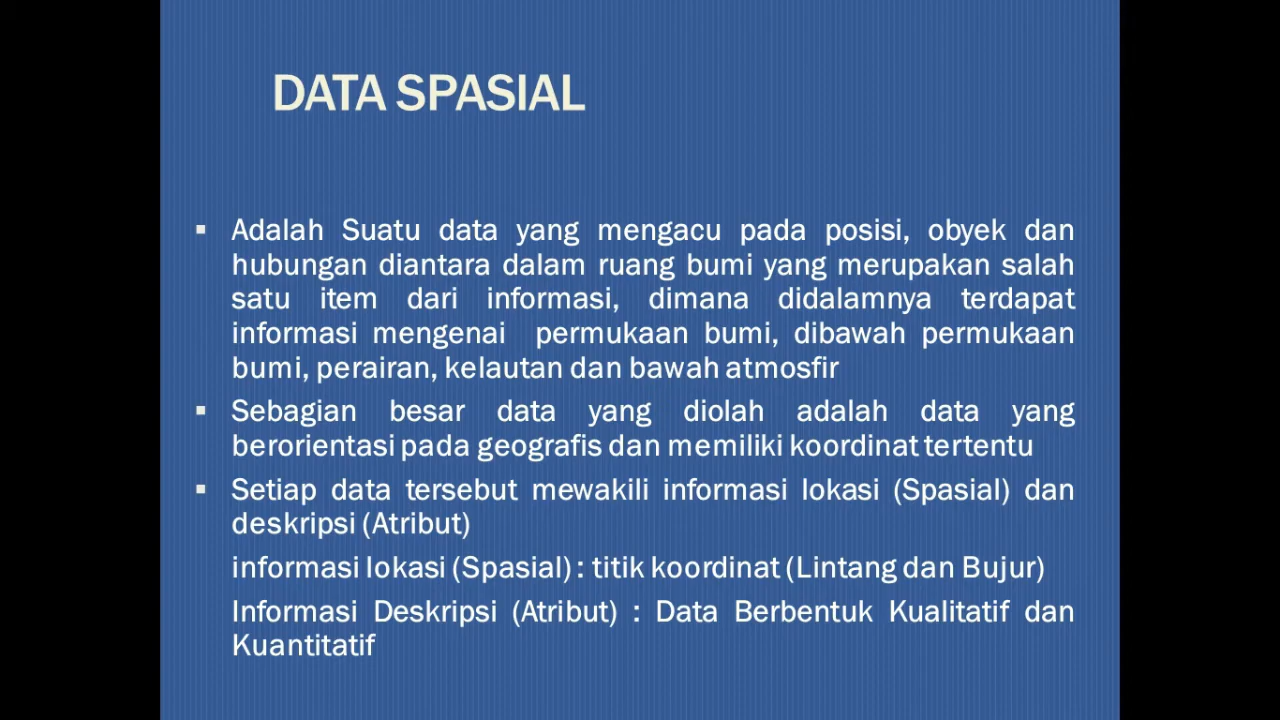 DATA SPASIAL
▪ Adalah Suatu data yang mengacu pada posisi, obyek dan
hubungan diantara dalam ruang bumi yang merupakan salah
satu item dari informasi, dimana didalamnya terdapat
informasi mengenai permukaan bumi, dibawah permukaan
bumi, perairan, kelautan dan bawah atmosfir
▪ Sebagian besar data yang diolah adalah data yang
berorientasi pada geografis dan memiliki koordinat tertentu
▪ Setiap data tersebut mewakili informasi lokasi (Spasial) dan
deskripsi (Atribut)
informasi lokasi (Spasial) : titik koordinat (Lintang dan Bujur)
Informasi Deskripsi (Atribut) : Data Berbentuk Kualitatif dan
Kuantitatif